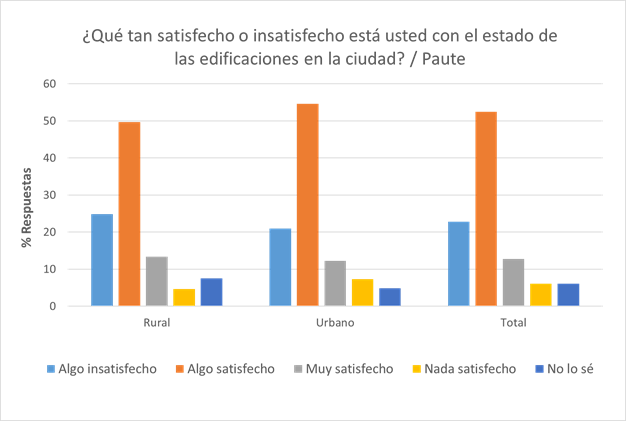 ¿Qué tan satisfecho o insatisfecho está usted con el estado de
las edificaciones en la ciudad? / Paute
60
50
40
30
20
10
0
% Respuestas
Rural Urbano Total
Algo insatisfecho Algo satisfecho Muy satisfecho Nada satisfecho No lo sé